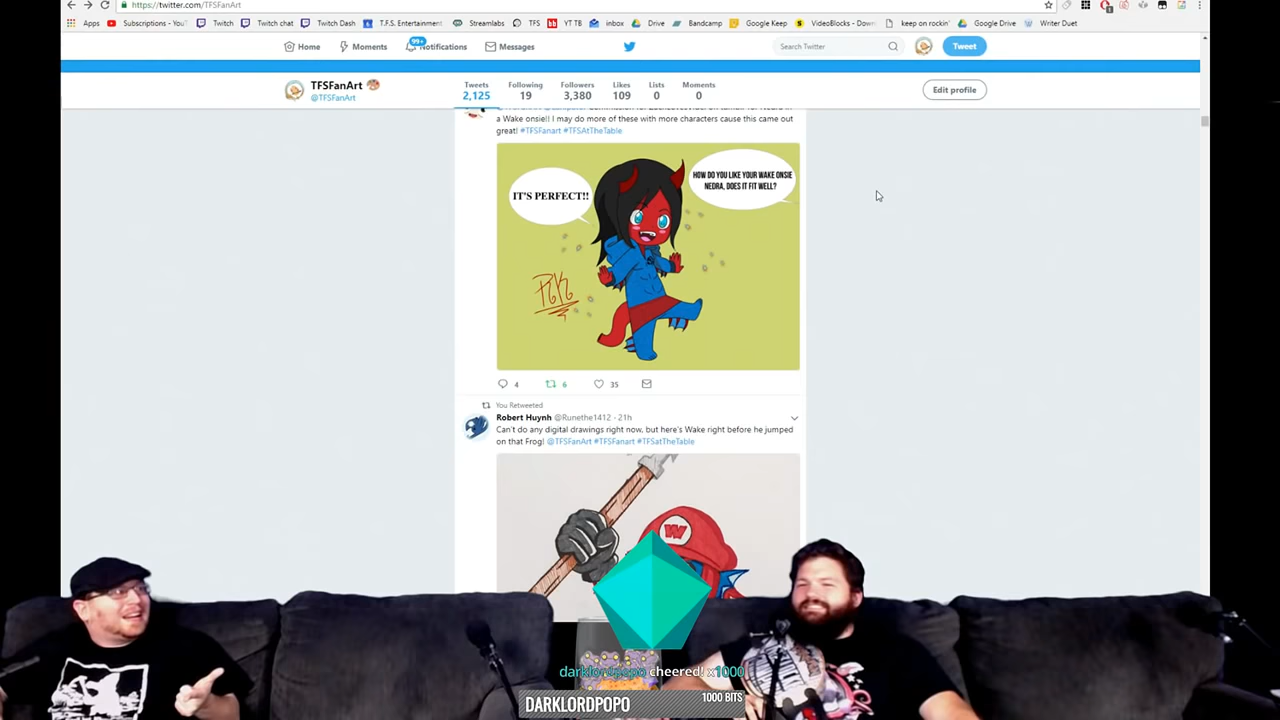 https://twitter.com/TFSFanArt
Apps Subscriptions - You Twitch Twitch chat Twitch Dash T.F.S. Entertainment Streamlabs TFS YT TB inbox Drive Bandcamp Google Keep VideoBlocks - Down keep on rockin' Google Drive Writer Duet
Home Moments 99+ Notifications Messages Search Twitter Tweet
TFSFanArt
@TFSFanArt
Tweets Following Followers Likes Lists Moments
2,125 19 3,380 109 0 0
Edit profile
a Wake onsie!! I may do more of these with more characters cause this came out
great! #TFSFanart #TFSAtTheTable
IT'S PERFECT!!
HOW DO YOU LIKE YOUR WAKE ONSIE
NEDRA, DOES IT FIT WELL?
4 6 35
You Retweeted
Robert Huynh @Runethe1412 · 21h
Can't do any digital drawings right now, but here's Wake right before he jumped
on that Frog! @TFSFanArt #TFSFanart #TFSatTheTable
W
darklordpopo cheered! x1000
DARKLORDPOPO 1000 BITS